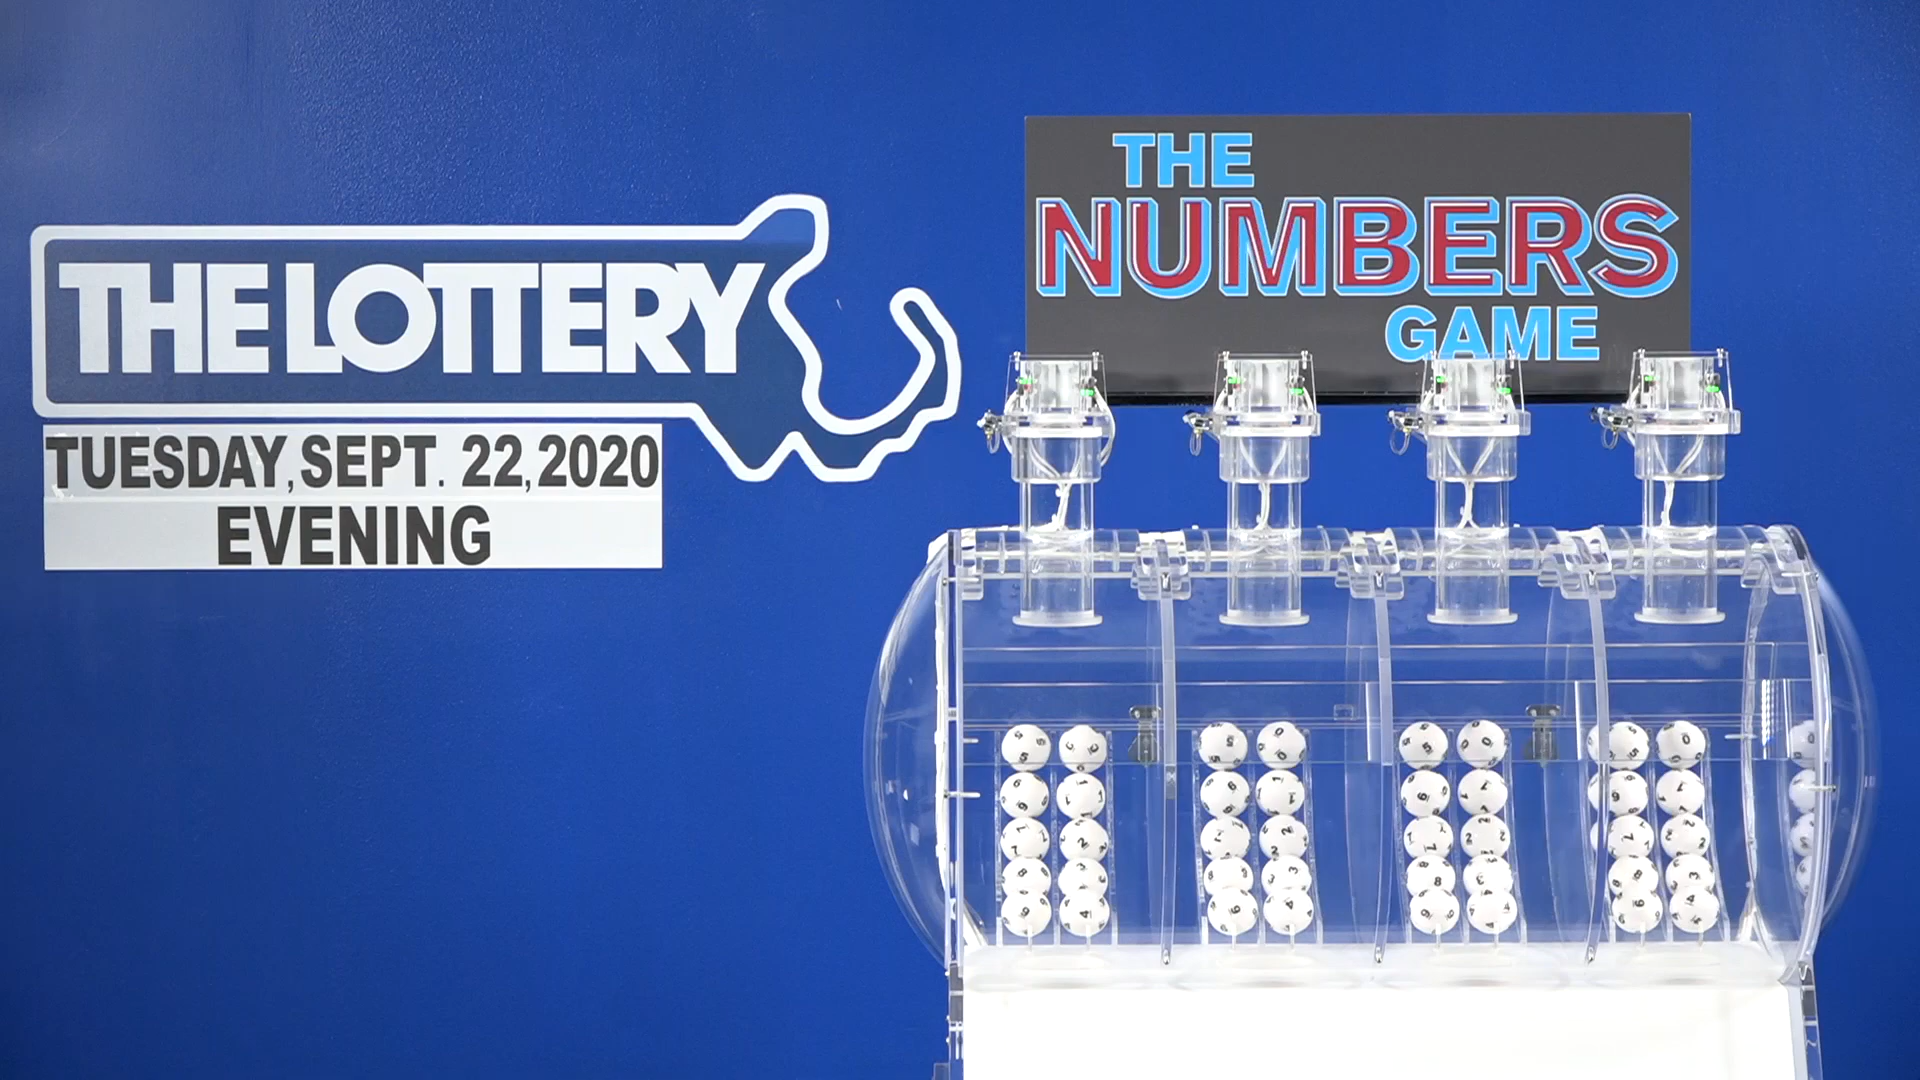 THE LOTTERY
TUESDAY, SEPT. 22, 2020
EVENING
THE
NUMBERS
GAME